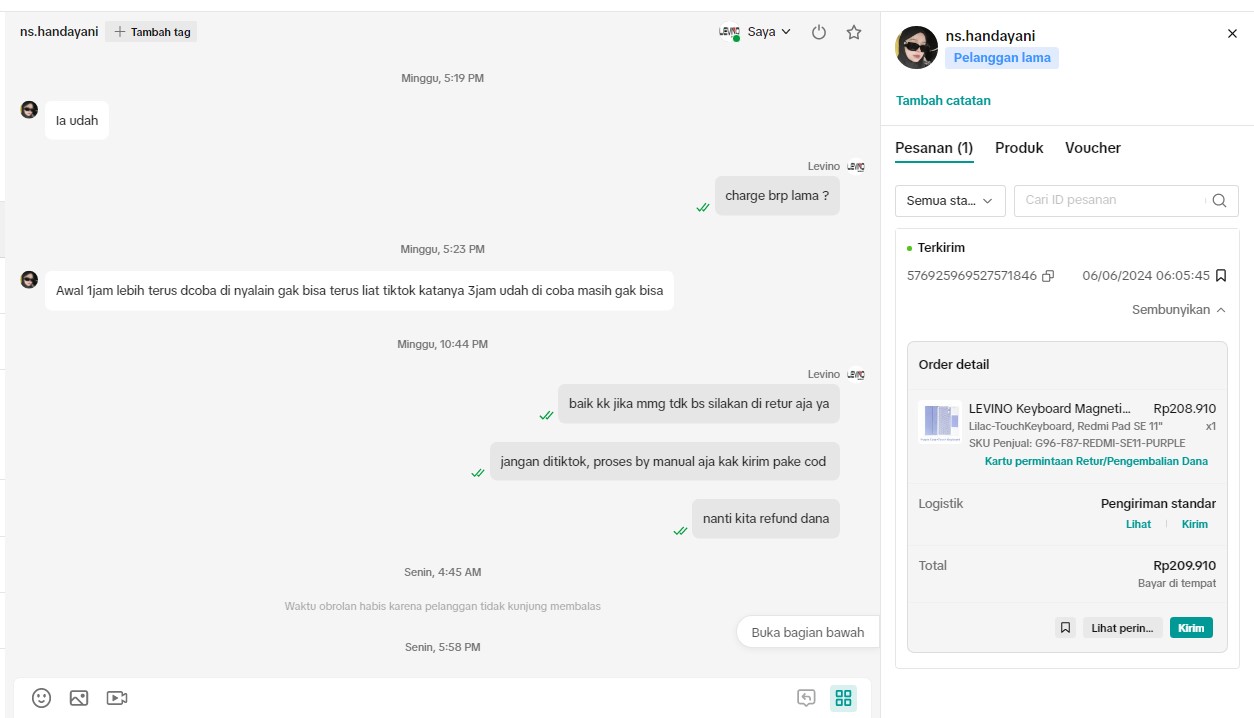 ns.handayani
+ Tambah tag
LEVINO
Saya
Minggu, 5:19 PM
Ia udah
Levino
LEVINO
charge brp lama ?
Minggu, 5:23 PM
Awal 1jam lebih terus dcoba di nyalain gak bisa terus liat tiktok katanya 3jam udah di coba masih gak bisa
Minggu, 10:44 PM
Levino
LEVINO
baik kk jika mmg tdk bs silakan di retur aja ya
jangan ditiktok, proses by manual aja kak kirim pake cod
nanti kita refund dana
Senin, 4:45 AM
Waktu obrolan habis karena pelanggan tidak kunjung membalas
Buka bagian bawah
Senin, 5:58 PM
ns.handayani
Pelanggan lama
Tambah catatan
Pesanan (1)
Produk
Voucher
Semua sta...
Cari ID pesanan
Terkirim
576925969527571846
06/06/2024 06:05:45
Sembunyikan
Order detail
LEVINO Keyboard Magneti... Rp208.910
Lilac-TouchKeyboard, Redmi Pad SE 11" x1
SKU Penjual: G96-F87-REDMI-SE11-PURPLE
Kartu permintaan Retur/Pengembalian Dana
Logistik Pengiriman standar
Lihat Kirim
Total Rp209.910
Bayar di tempat
Lihat perin... Kirim